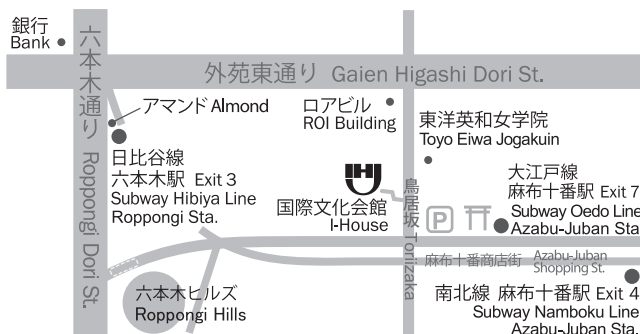 銀行
Bank
六本木通り Roppongi Dori St.
外苑東通り Gaien Higashi Dori St.
アマンド Almond
ロアビル
ROI Building
東洋英和女学院
Toyo Eiwa Jogakuin
日比谷線
六本木駅 Exit 3
Subway Hibiya Line
Roppongi Sta.
国際文化会館
I-House
鳥居坂 Toriizaka
P
大江戸線
麻布十番駅 Exit 7
Subway Oedo Line
Azabu-Juban Sta
麻布十番商店街
Azabu-Juban
Shopping St.
六本木ヒルズ
Roppongi Hills
南北線 麻布十番駅 Exit 4
Subway Namboku Line
Azabu-Juban Sta.